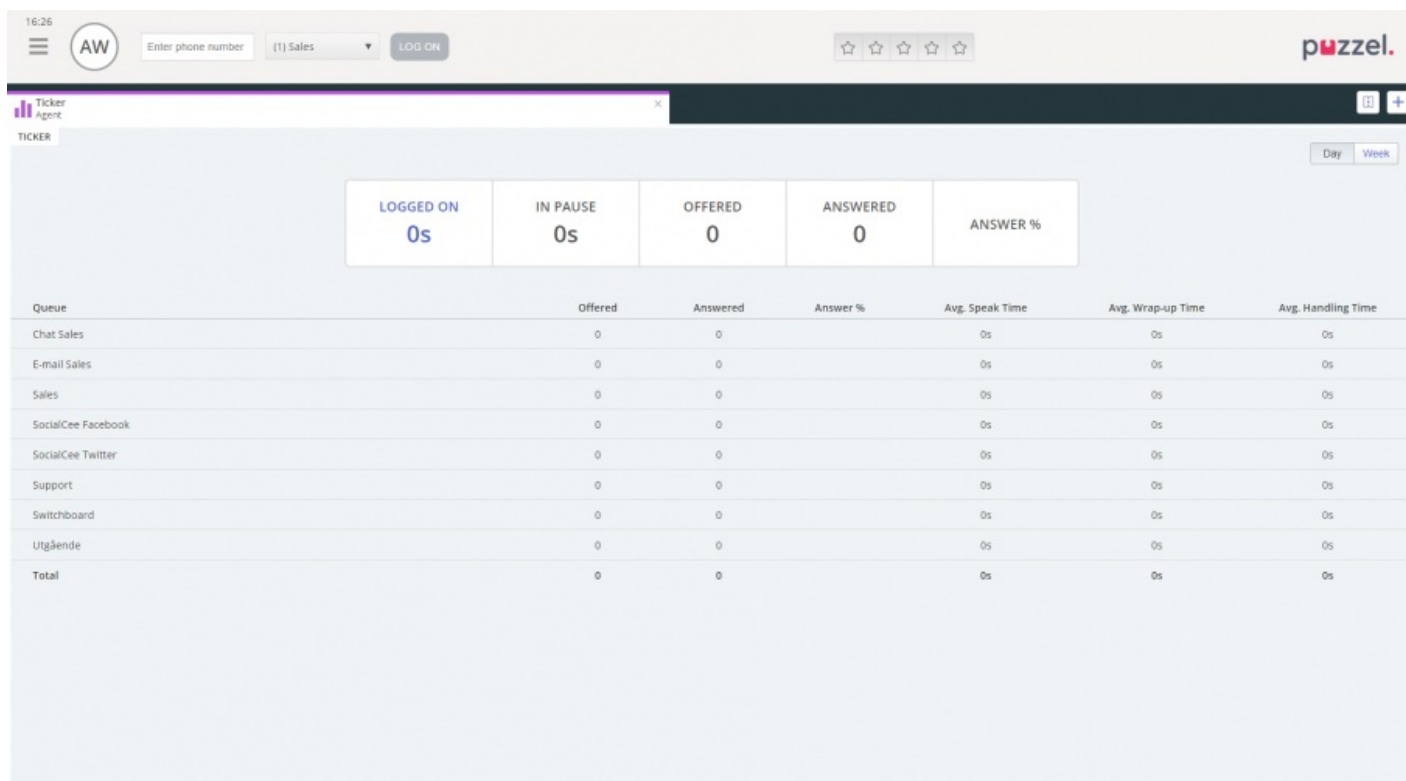 16:26
AW Enter phone number (1) Sales LOG ON puzzel.
Ticker
Agent
TICKER
Day Week
LOGGED ON IN PAUSE OFFERED ANSWERED ANSWER %
0s 0s 0 0
Queue Offered Answered Answer % Avg. Speak Time Avg. Wrap-up Time Avg. Handling Time
Chat Sales 0 0 0s 0s 0s
E-mail Sales 0 0 0s 0s 0s
Sales 0 0 0s 0s 0s
SocialCee Facebook 0 0 0s 0s 0s
SocialCee Twitter 0 0 0s 0s 0s
Support 0 0 0s 0s 0s
Switchboard 0 0 0s 0s 0s
Utgående 0 0 0s 0s 0s
Total 0 0 0s 0s 0s